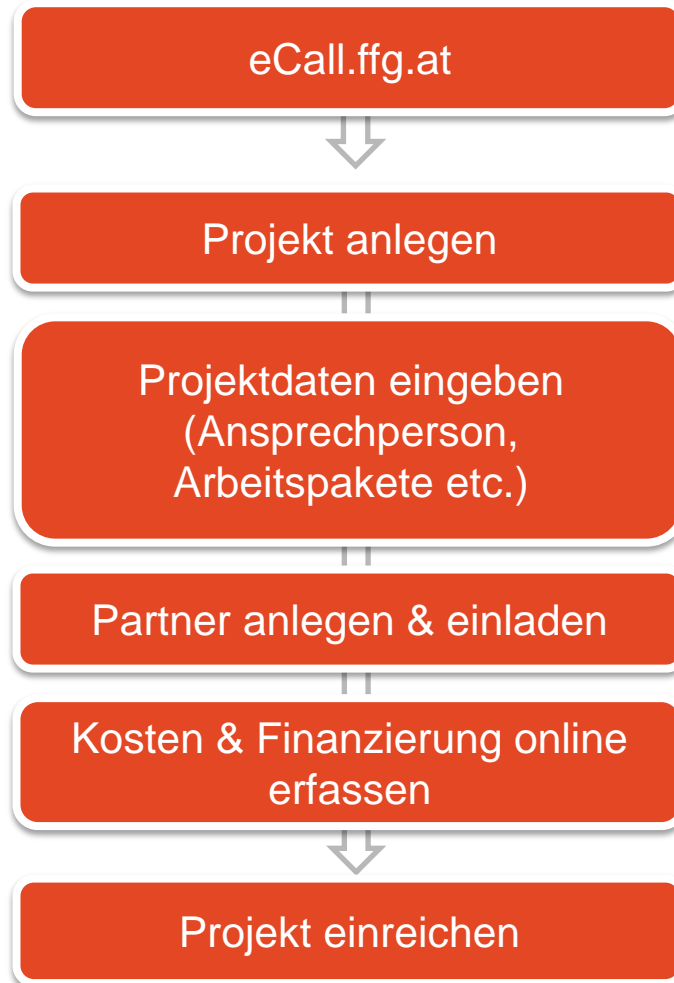 eCall.ffg.at
Projekt anlegen
Projektdaten eingeben
(Ansprechperson,
Arbeitspakete etc.)
Partner anlegen & einladen
Kosten & Finanzierung online
erfassen
Projekt einreichen